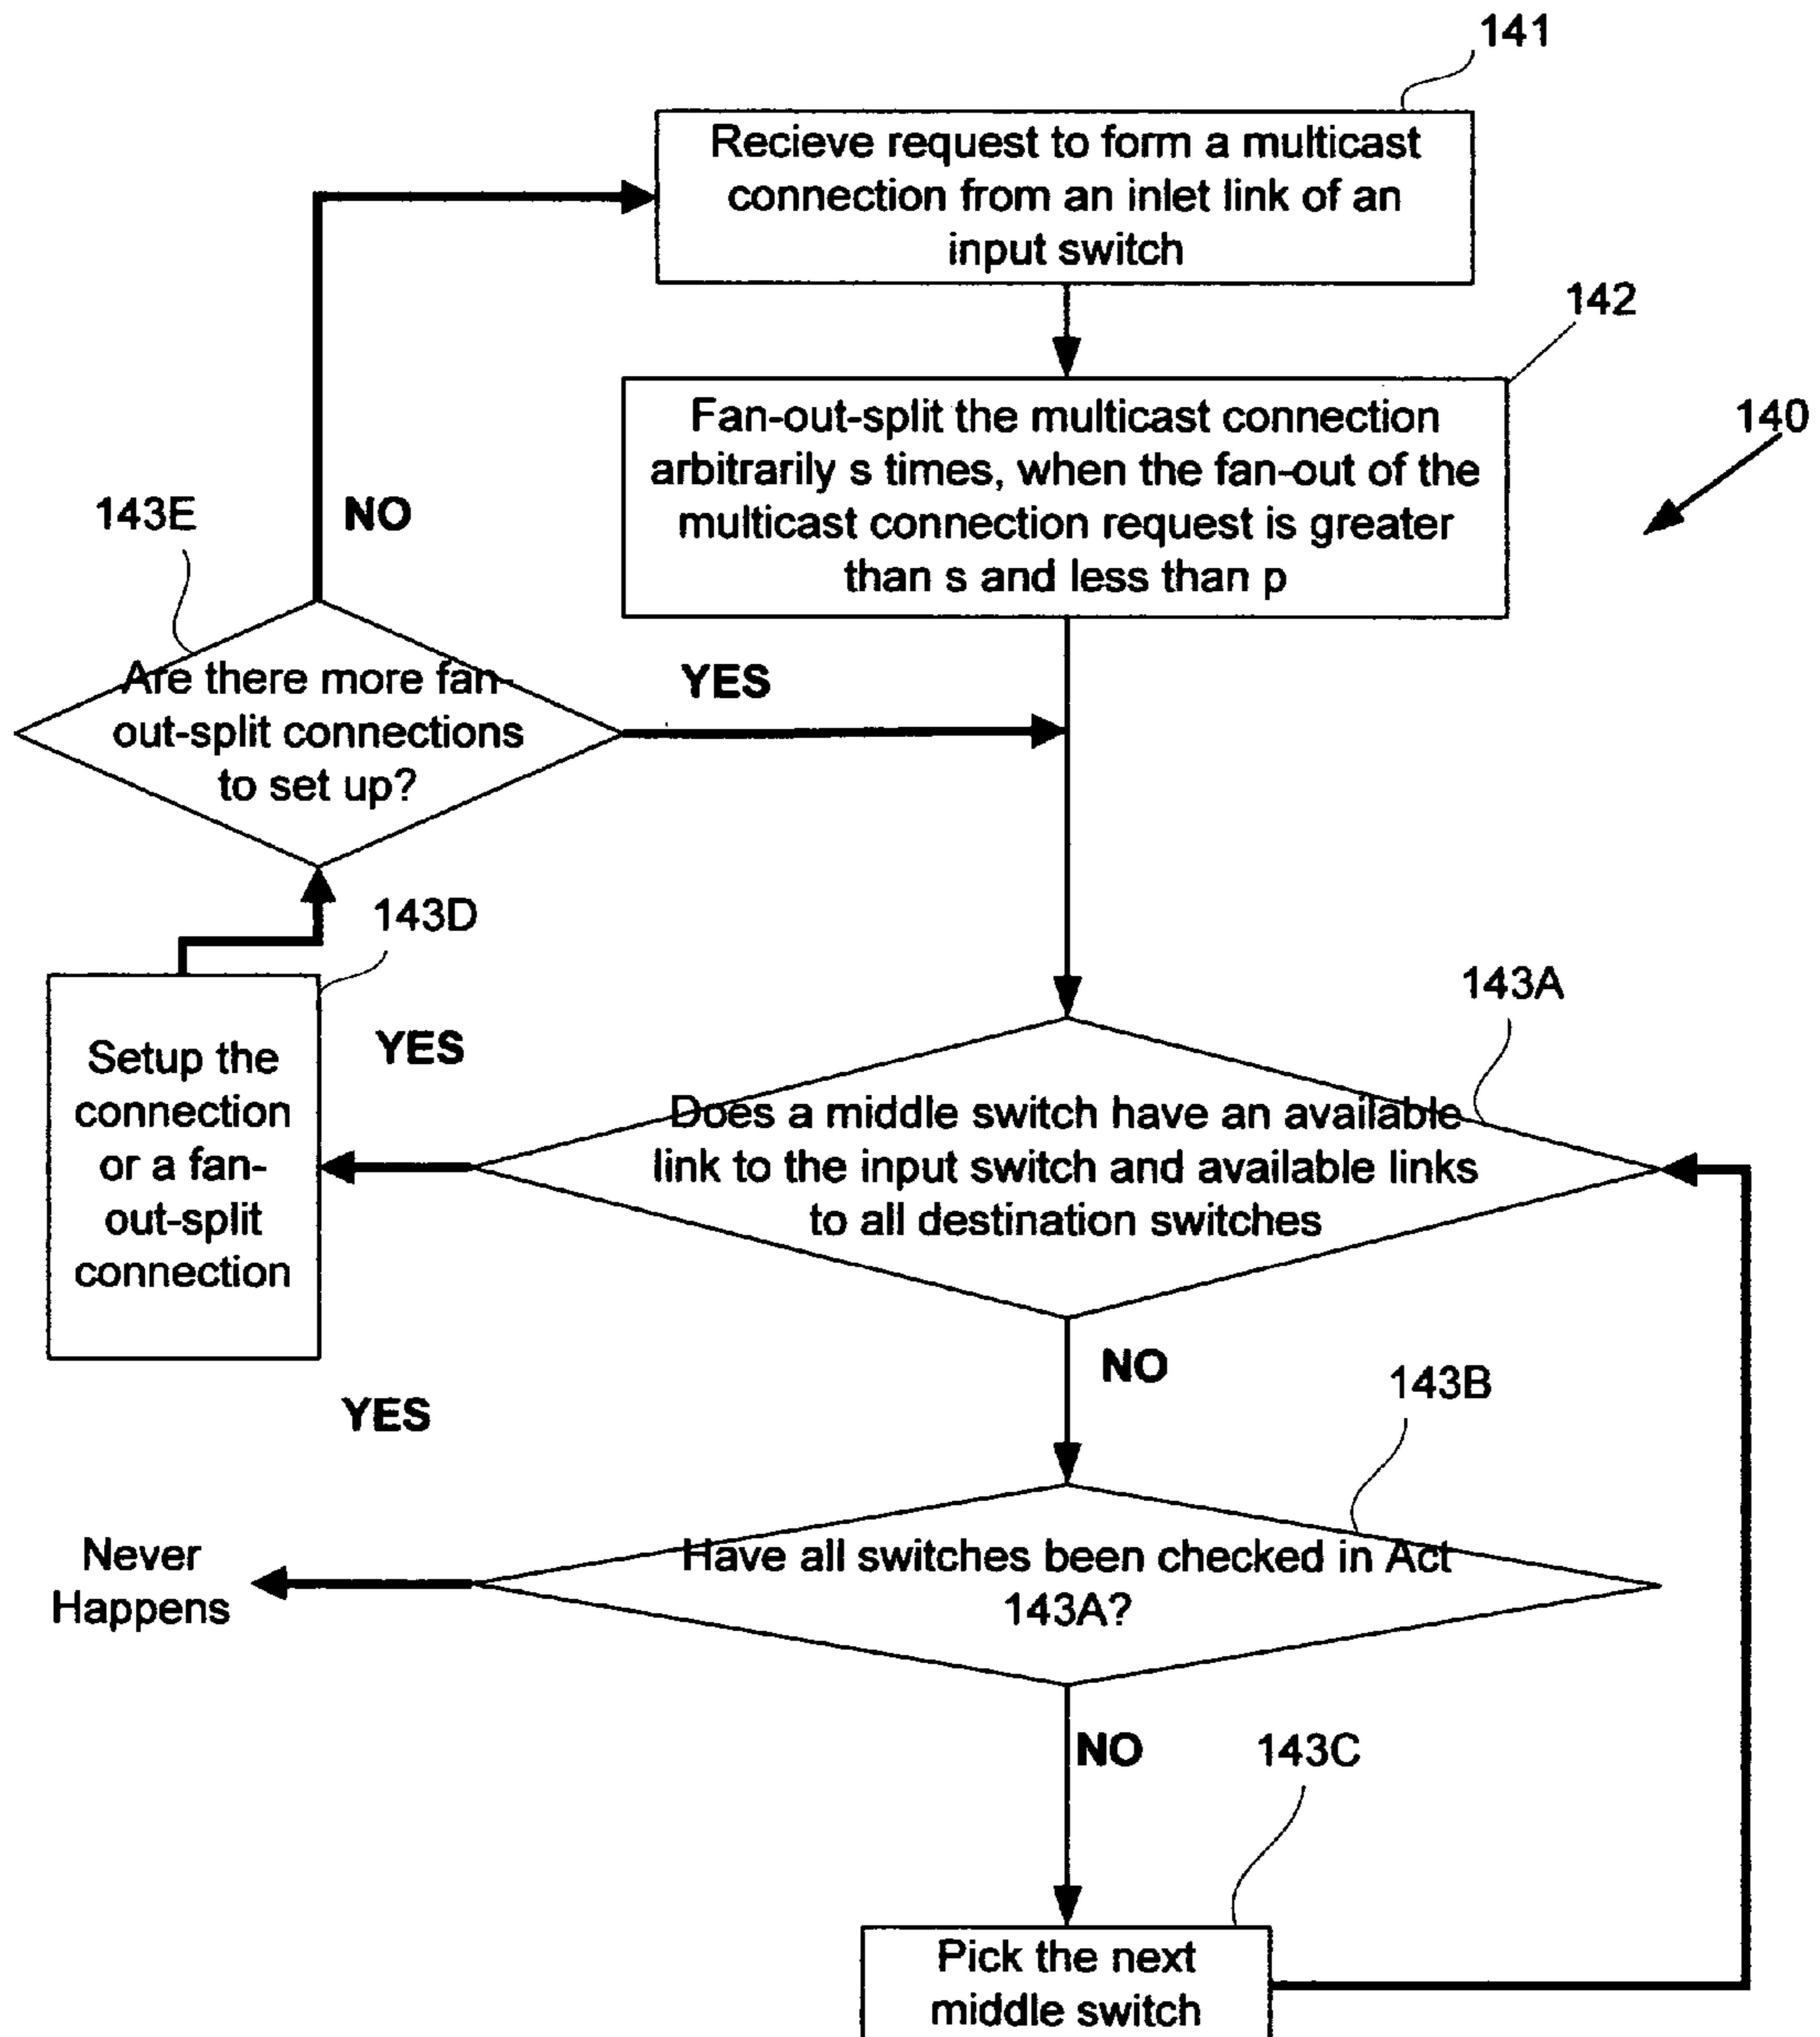 141
Recieve request to form a multicast
connection from an inlet link of an
input switch
142
Fan-out-split the multicast connection
arbitrarily s times, when the fan-out of the
multicast connection request is greater
than s and less than p
140
143E
NO
Are there more fan-
out-split connections
to set up?
YES
143D
Setup the
connection
or a fan-
out-split
connection
YES
143A
Does a middle switch have an available
link to the input switch and available links
to all destination switches
NO
143B
YES
Have all switches been checked in Act
143A?
Never
Happens
NO
143C
Pick the next
middle switch